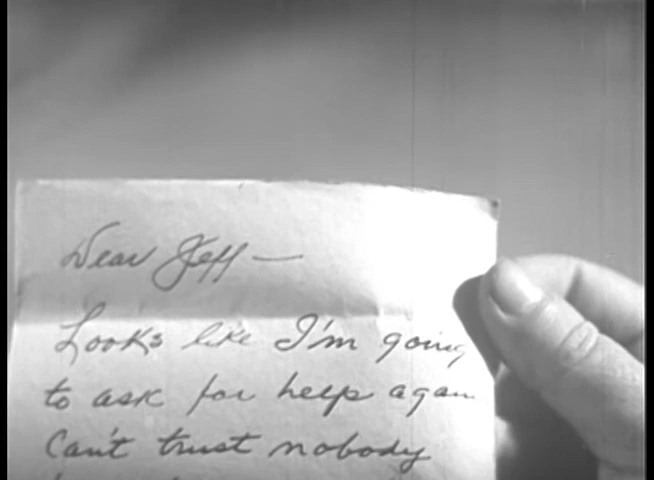 Dear Jeff —
Looks like I'm going
to ask for help again
Can't trust nobody